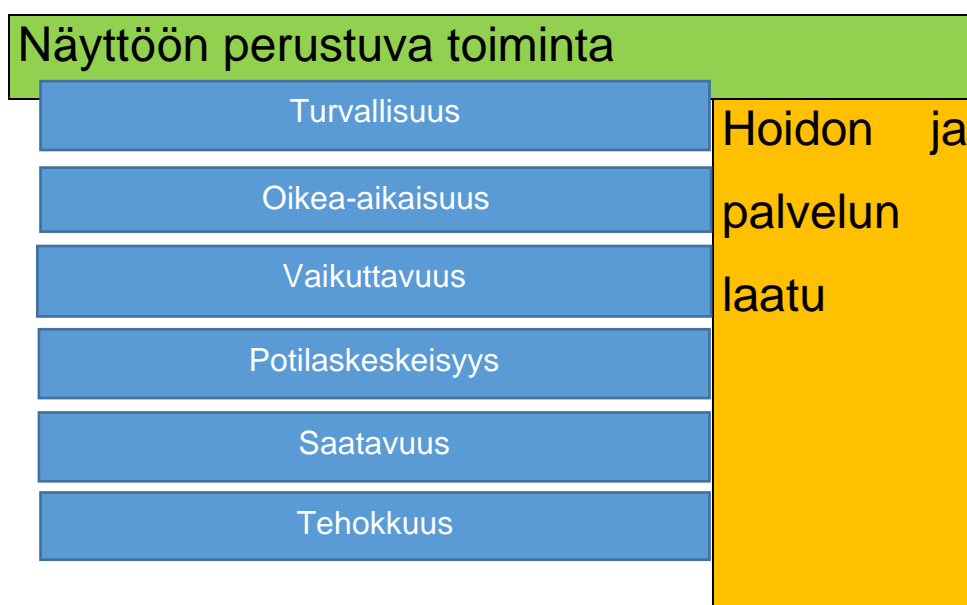 Näyttöön perustuva toiminta
Turvallisuus
Oikea-aikaisuus
Vaikuttavuus
Potilaskeskeisyys
Saatavuus
Tehokkuus
Hoidon ja
palvelun
laatu